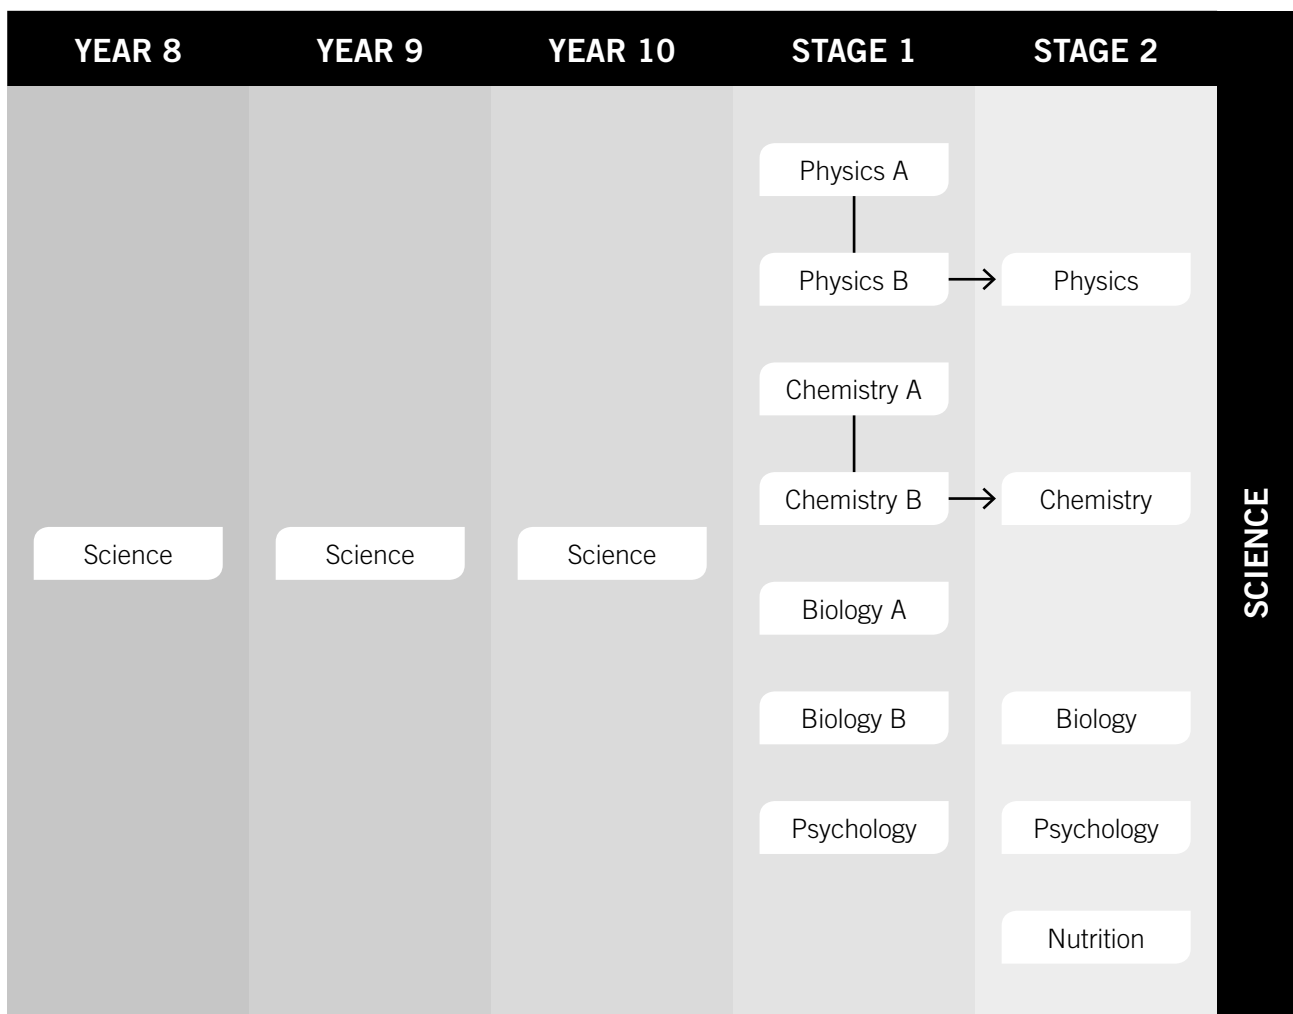 YEAR 8
YEAR 9
YEAR 10
STAGE 1
STAGE 2
Physics A
Physics B
Physics
Chemistry A
Chemistry B
Chemistry
Science
Science
Science
Biology A
Biology B
Biology
Psychology
Psychology
Nutrition
SCIENCE